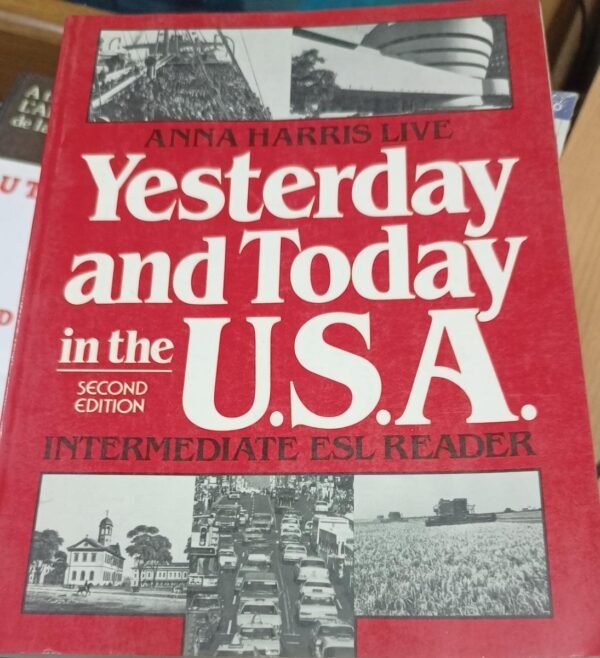 ANNA HARRIS LIVE
Yesterday
and Today
in the
U.S.A.
SECOND
EDITION
INTERMEDIATE ESL READER